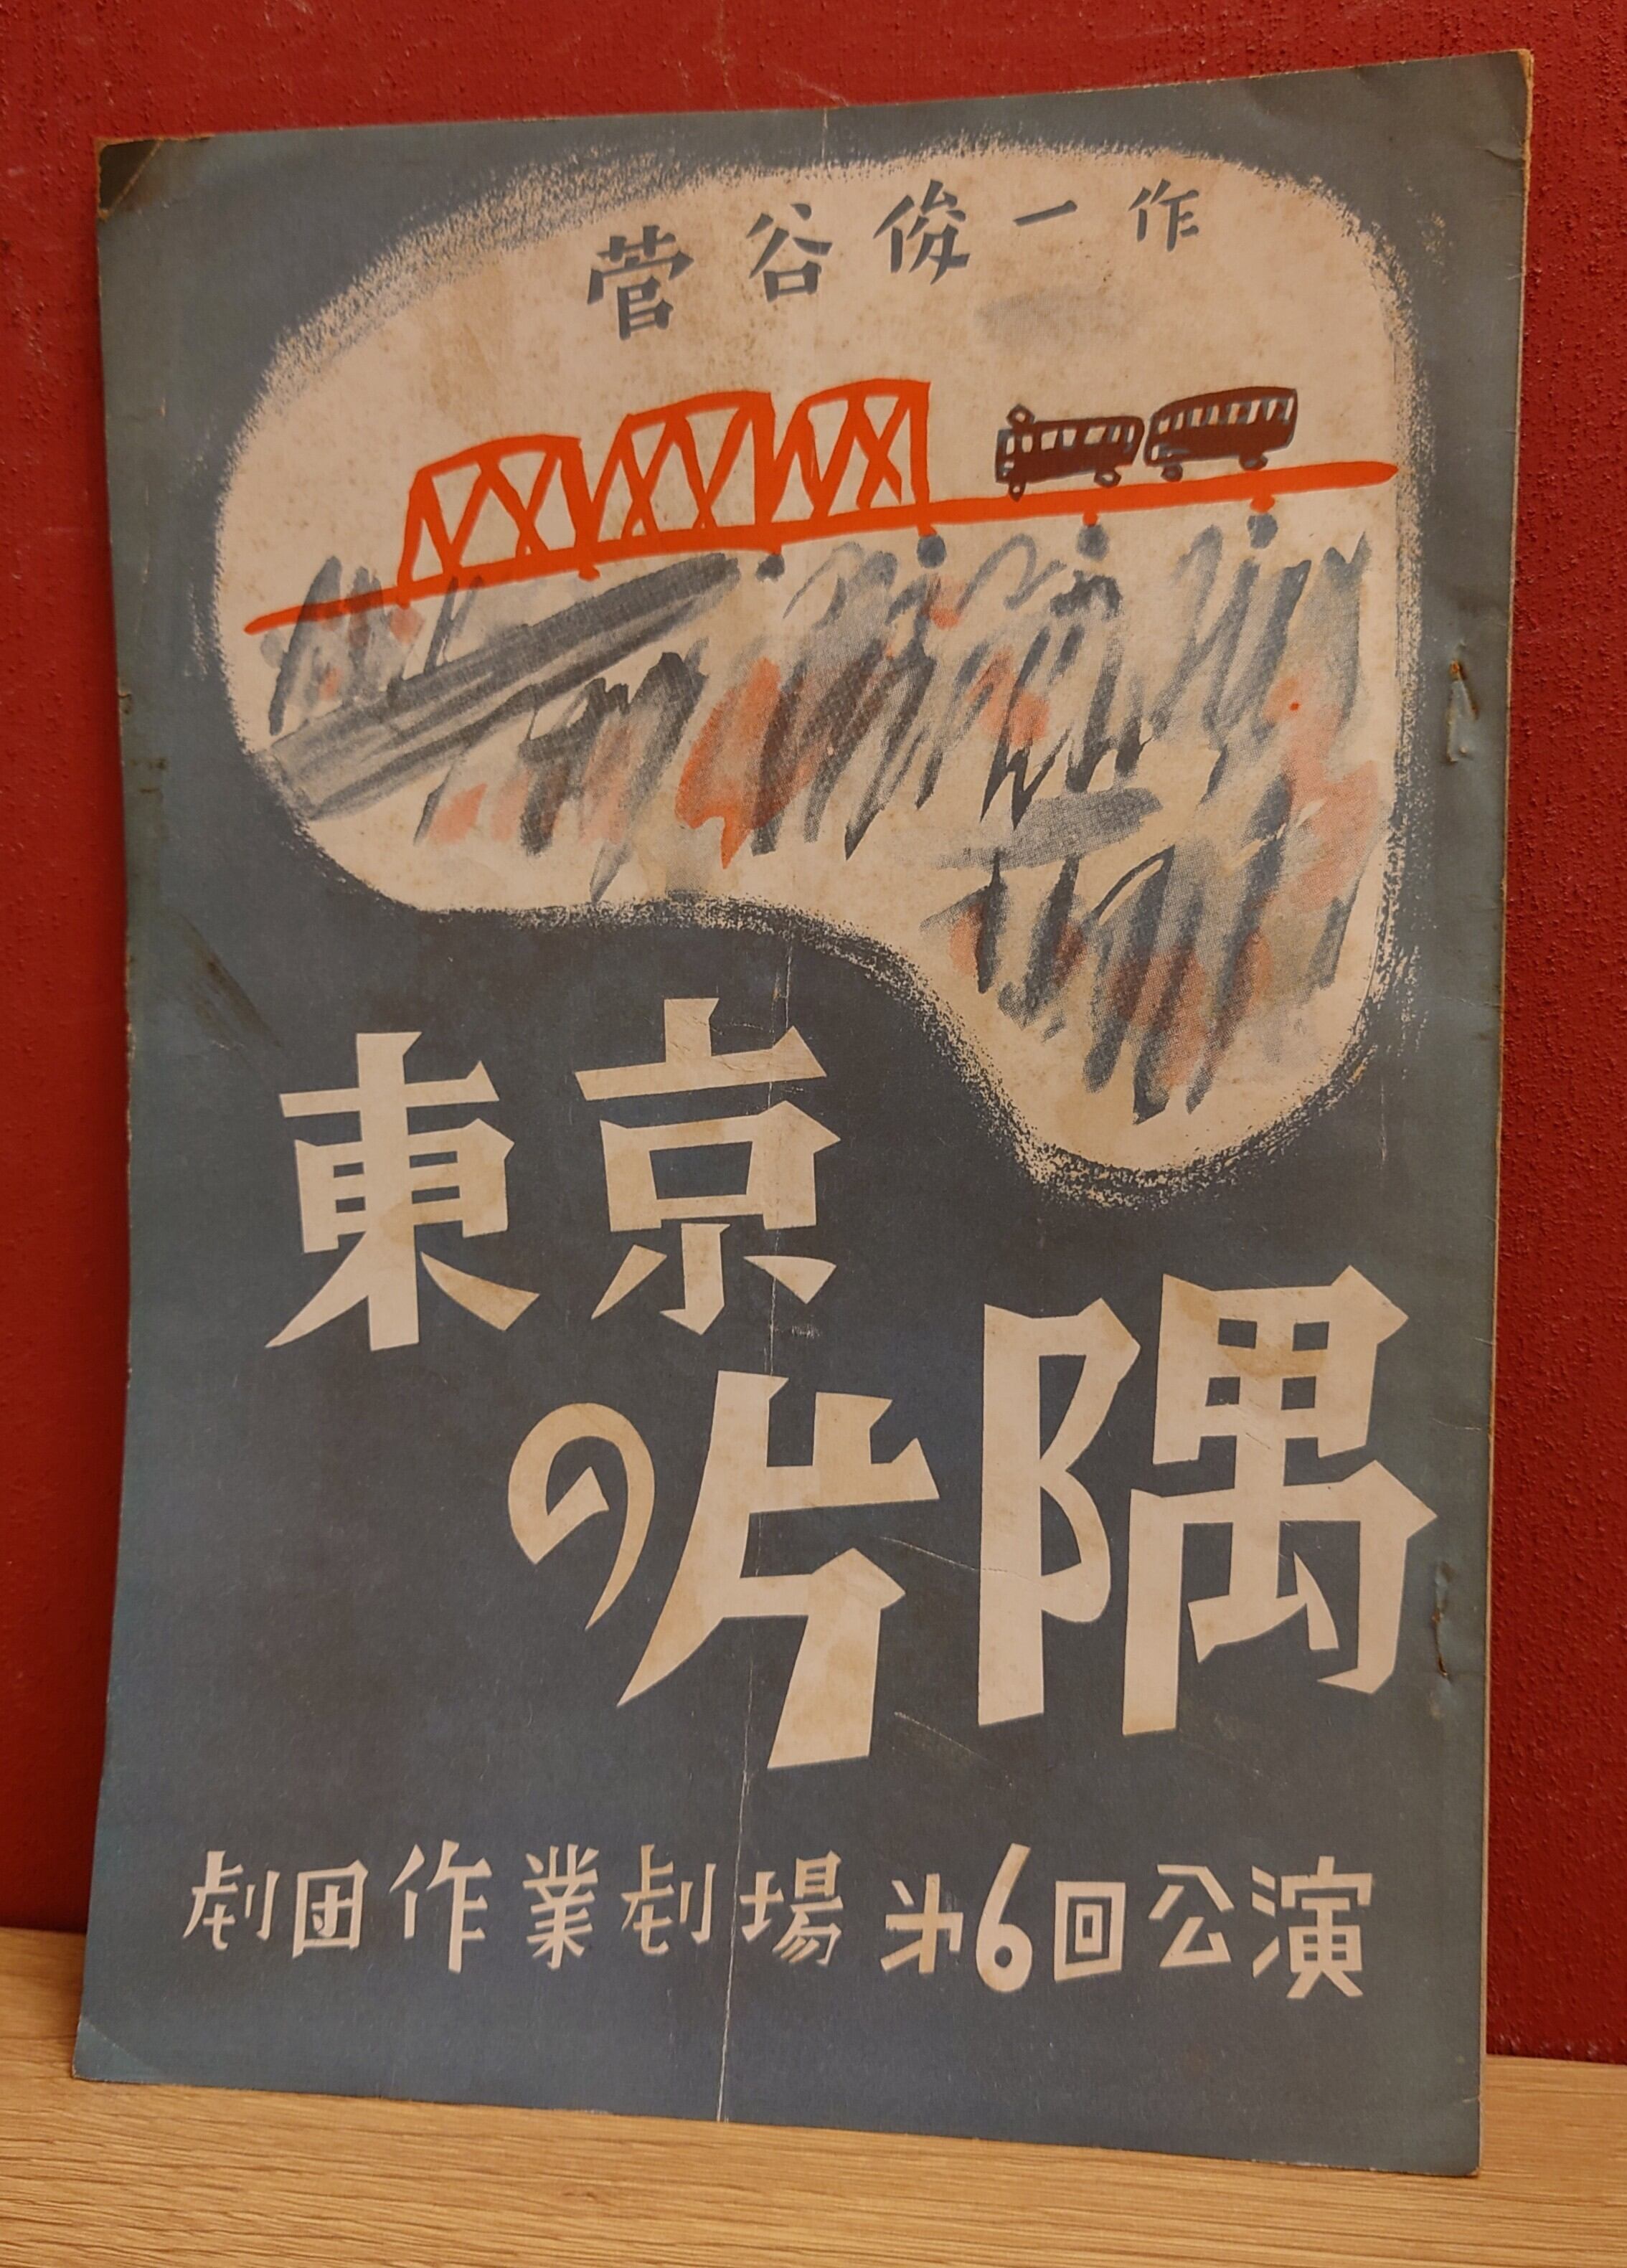 菅谷俊一作
東京
の片隅
劇団作業劇場 㐧6回公演